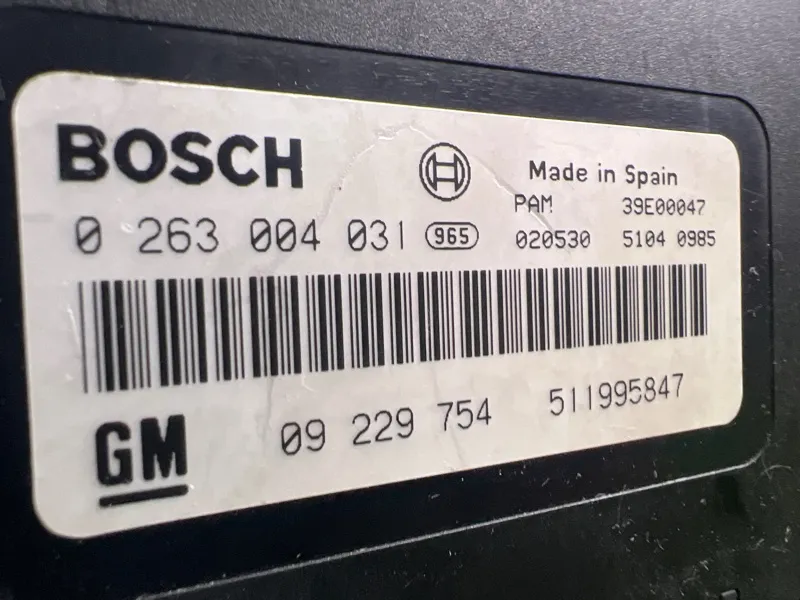 BOSCH
Made in Spain
PAM 39E00047
0 263 004 031 965 020530 5104 0985
GM 09 229 754 511995847